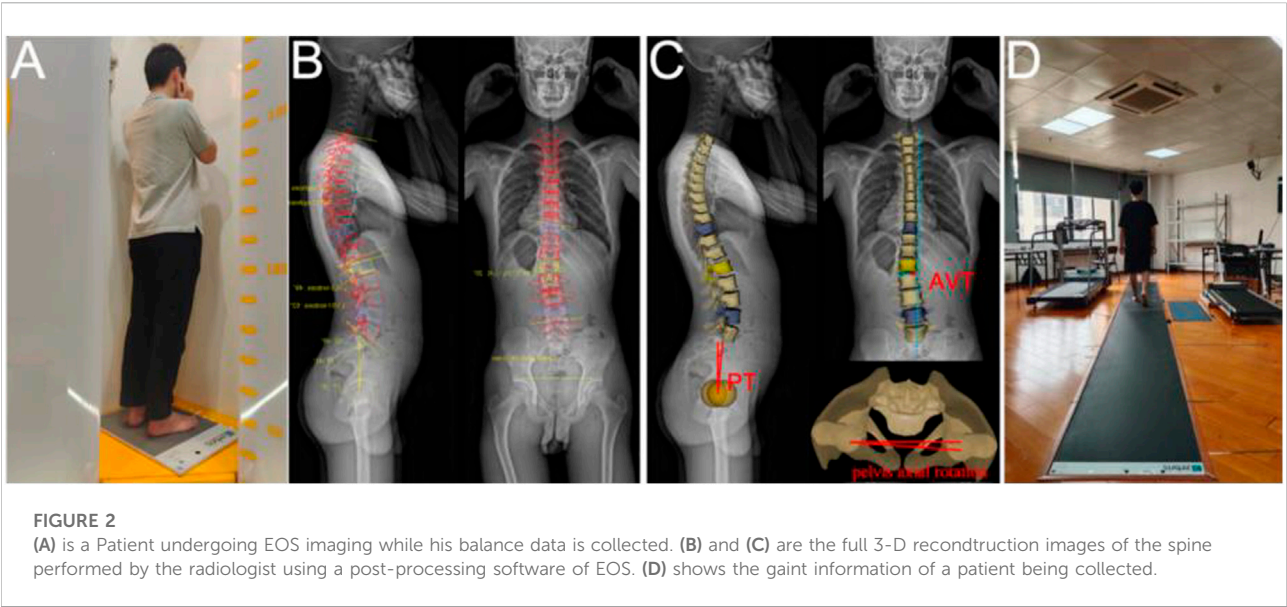 A B C D
AVT
PT
pelvis axial rotation
FIGURE 2
(A) is a Patient undergoing EOS imaging while his balance data is collected. (B) and (C) are the full 3-D recondtruction images of the spine
performed by the radiologist using a post-processing software of EOS. (D) shows the gaint information of a patient being collected.